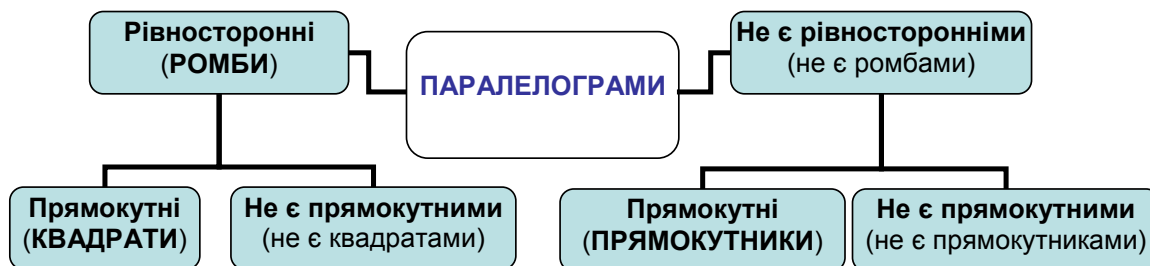 Рівносторонні
(РОМБИ)
ПАРАЛЕЛОГРАМИ
Не є рівносторонніми
(не є ромбами)
Прямокутні
(КВАДРАТИ)
Не є прямокутними
(не є квадратами)
Прямокутні
(ПРЯМОКУТНИКИ)
Не є прямокутними
(не є прямокутниками)